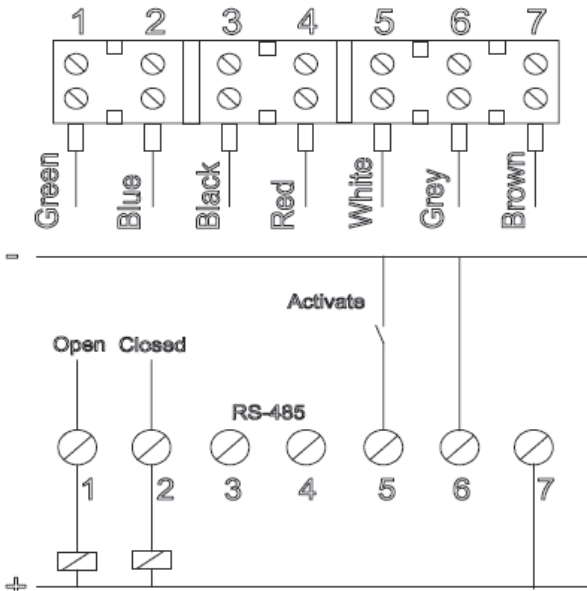 1 2 3 4 5 6 7
Green Blue Black Red White Grey Brown
-
Activate
Open Closed
RS-485
1 2 3 4 5 6 7
+